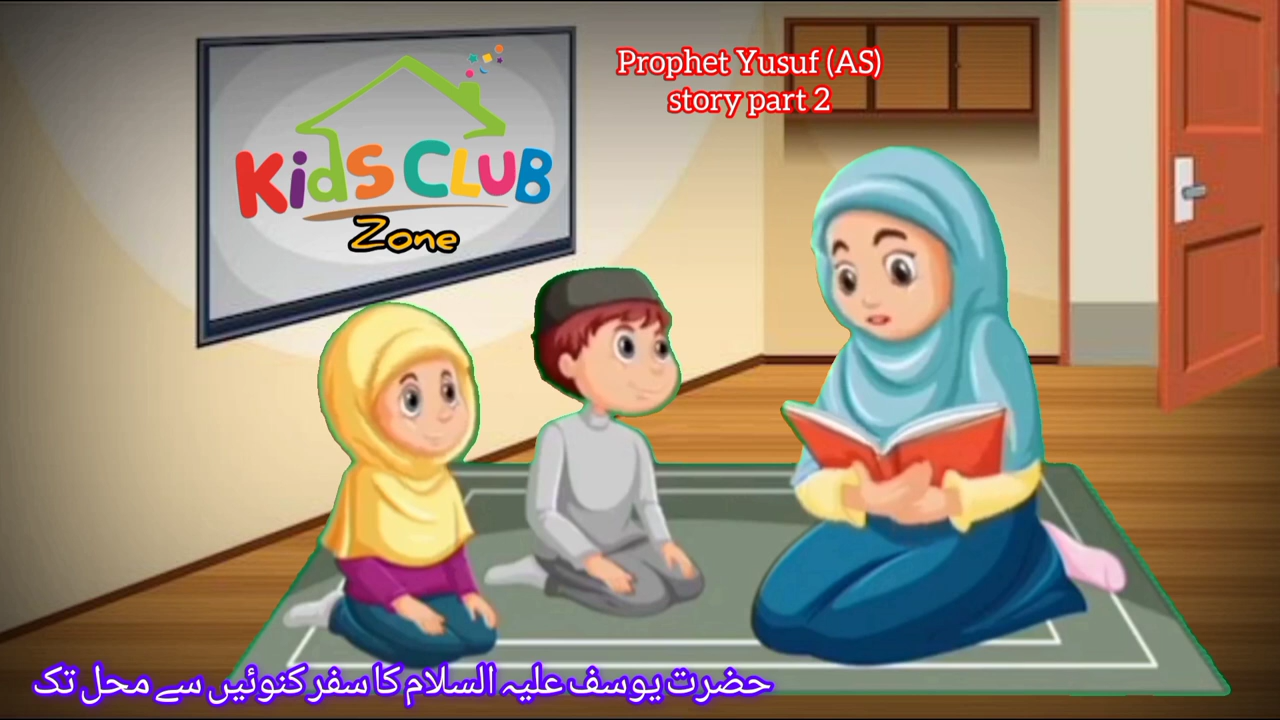 KidS CLUB
Zone
Prophet Yusuf (AS)
story part 2
حضرت یوسف علیہ السلام کا سفر کنوئیں سے محل تک